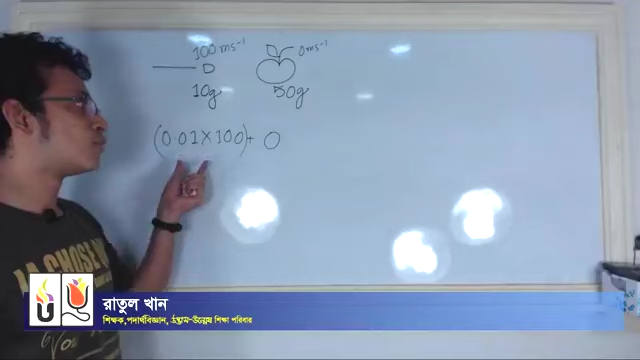 100 ms⁻¹ 0 ms⁻¹
10g 50g
(0.01×100)+ 0
রাতুল খান
শিক্ষক,পদার্থবিজ্ঞান, উদ্ভাস-উন্মেষ শিক্ষা পরিবার